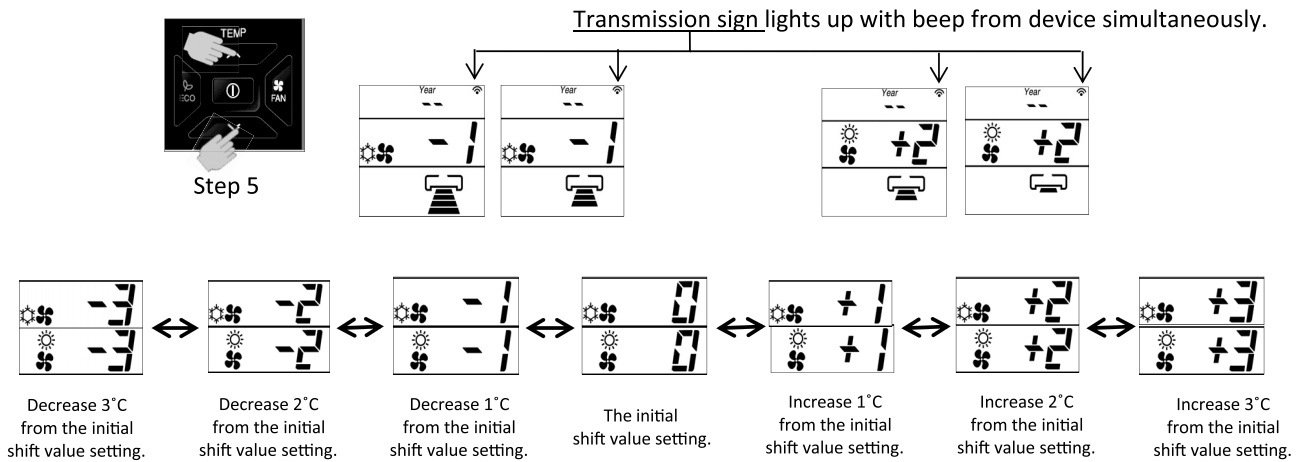 Transmission sign lights up with beep from device simultaneously.
TEMP
ECO
FAN
Step 5
Year
--
-1
Year
--
-1
Year
--
+2
Year
--
+2
-3
-3
-2
-2
-1
-1
0
0
+1
+1
+2
+2
+3
+3
Decrease 3˚C
from the initial
shift value setting.
Decrease 2˚C
from the initial
shift value setting.
Decrease 1˚C
from the initial
shift value setting.
The initial
shift value setting.
Increase 1˚C
from the initial
shift value setting.
Increase 2˚C
from the initial
shift value setting.
Increase 3˚C
from the initial
shift value setting.